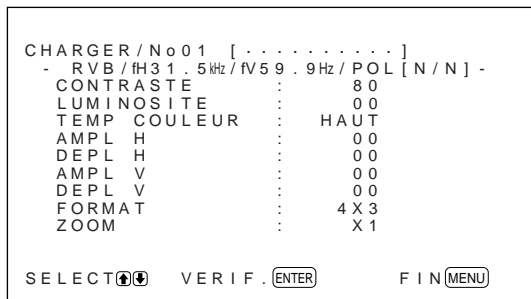 CHARGER/No01 [..........]
- RVB/fH31.5kHz/fV59.9Hz/POL[N/N]-
CONTRASTE : 80
LUMINOSITE : 00
TEMP COULEUR : HAUT
AMPL H : 00
DEPL H : 00
AMPL V : 00
DEPL V : 00
FORMAT : 4X3
ZOOM : X1
SELECT VERIF.ENTER FIN MENU